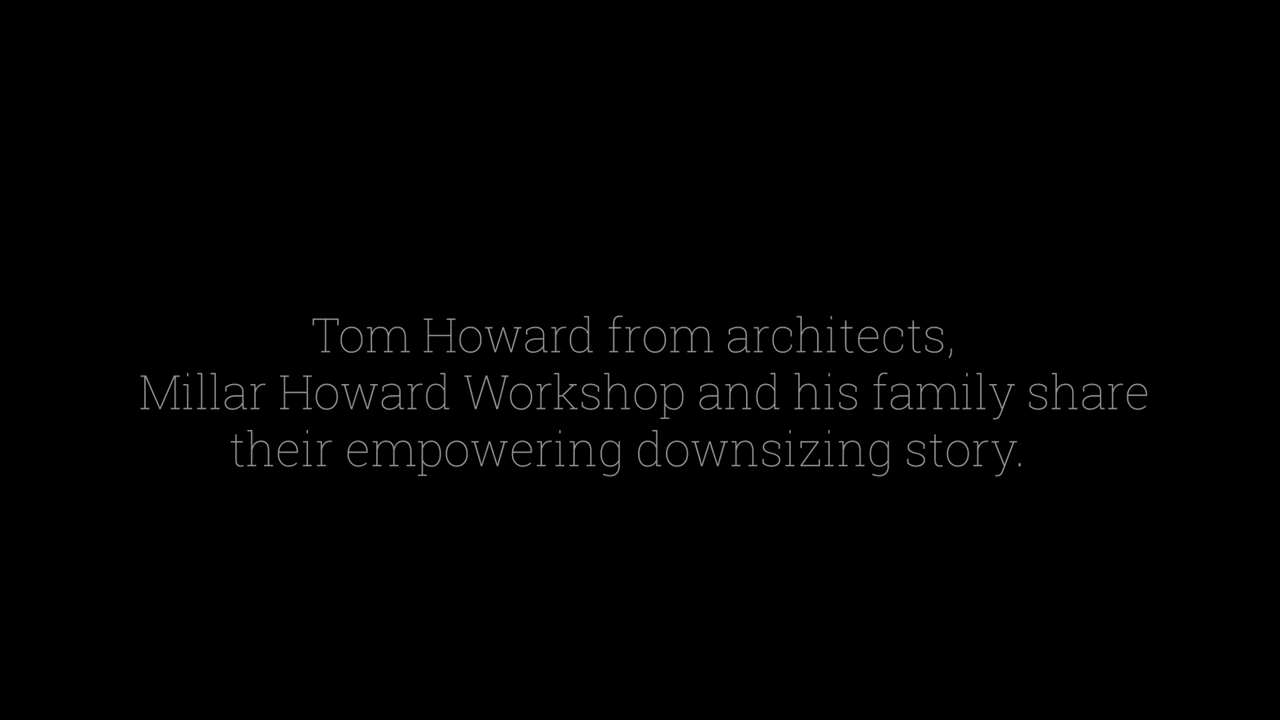 Tom Howard from architects,
Millar Howard Workshop and his family share
their empowering downsizing story.